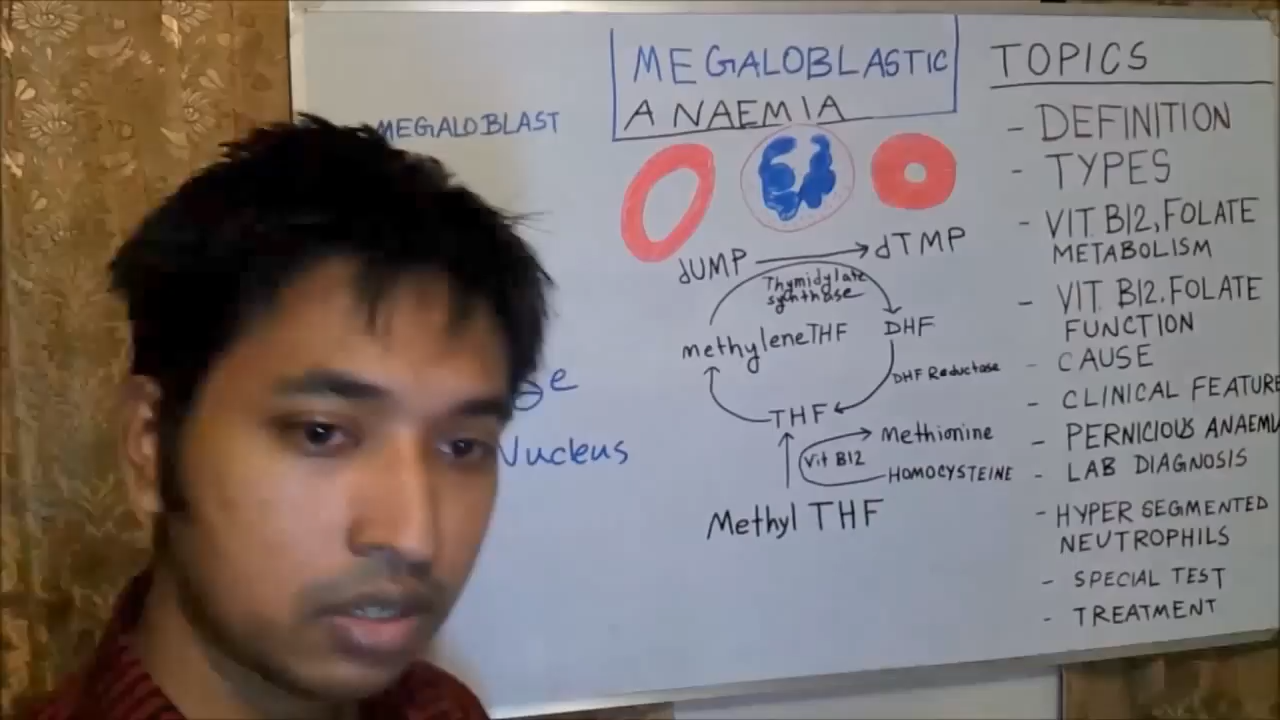 MEGALOBLASTIC
ANAEMIA
MEGALOBLAST
dUMP
dTMP
Thymidylate
synthase
methyleneTHF
DHF
DHF Reductase
THF
Methionine
Vit B12
HOMOCYSTEINE
Methyl THF
Nucleus
TOPICS
- DEFINITION
- TYPES
- VIT B12, FOLATE
METABOLISM
- VIT B12. FOLATE
FUNCTION
- CAUSE
- CLINICAL FEATURE
- PERNICIOUS
- LAB DIAGNOSIS
- HYPER SEGMENTED
NEUTROPHILS
- SPECIAL TEST
- TREATMENT